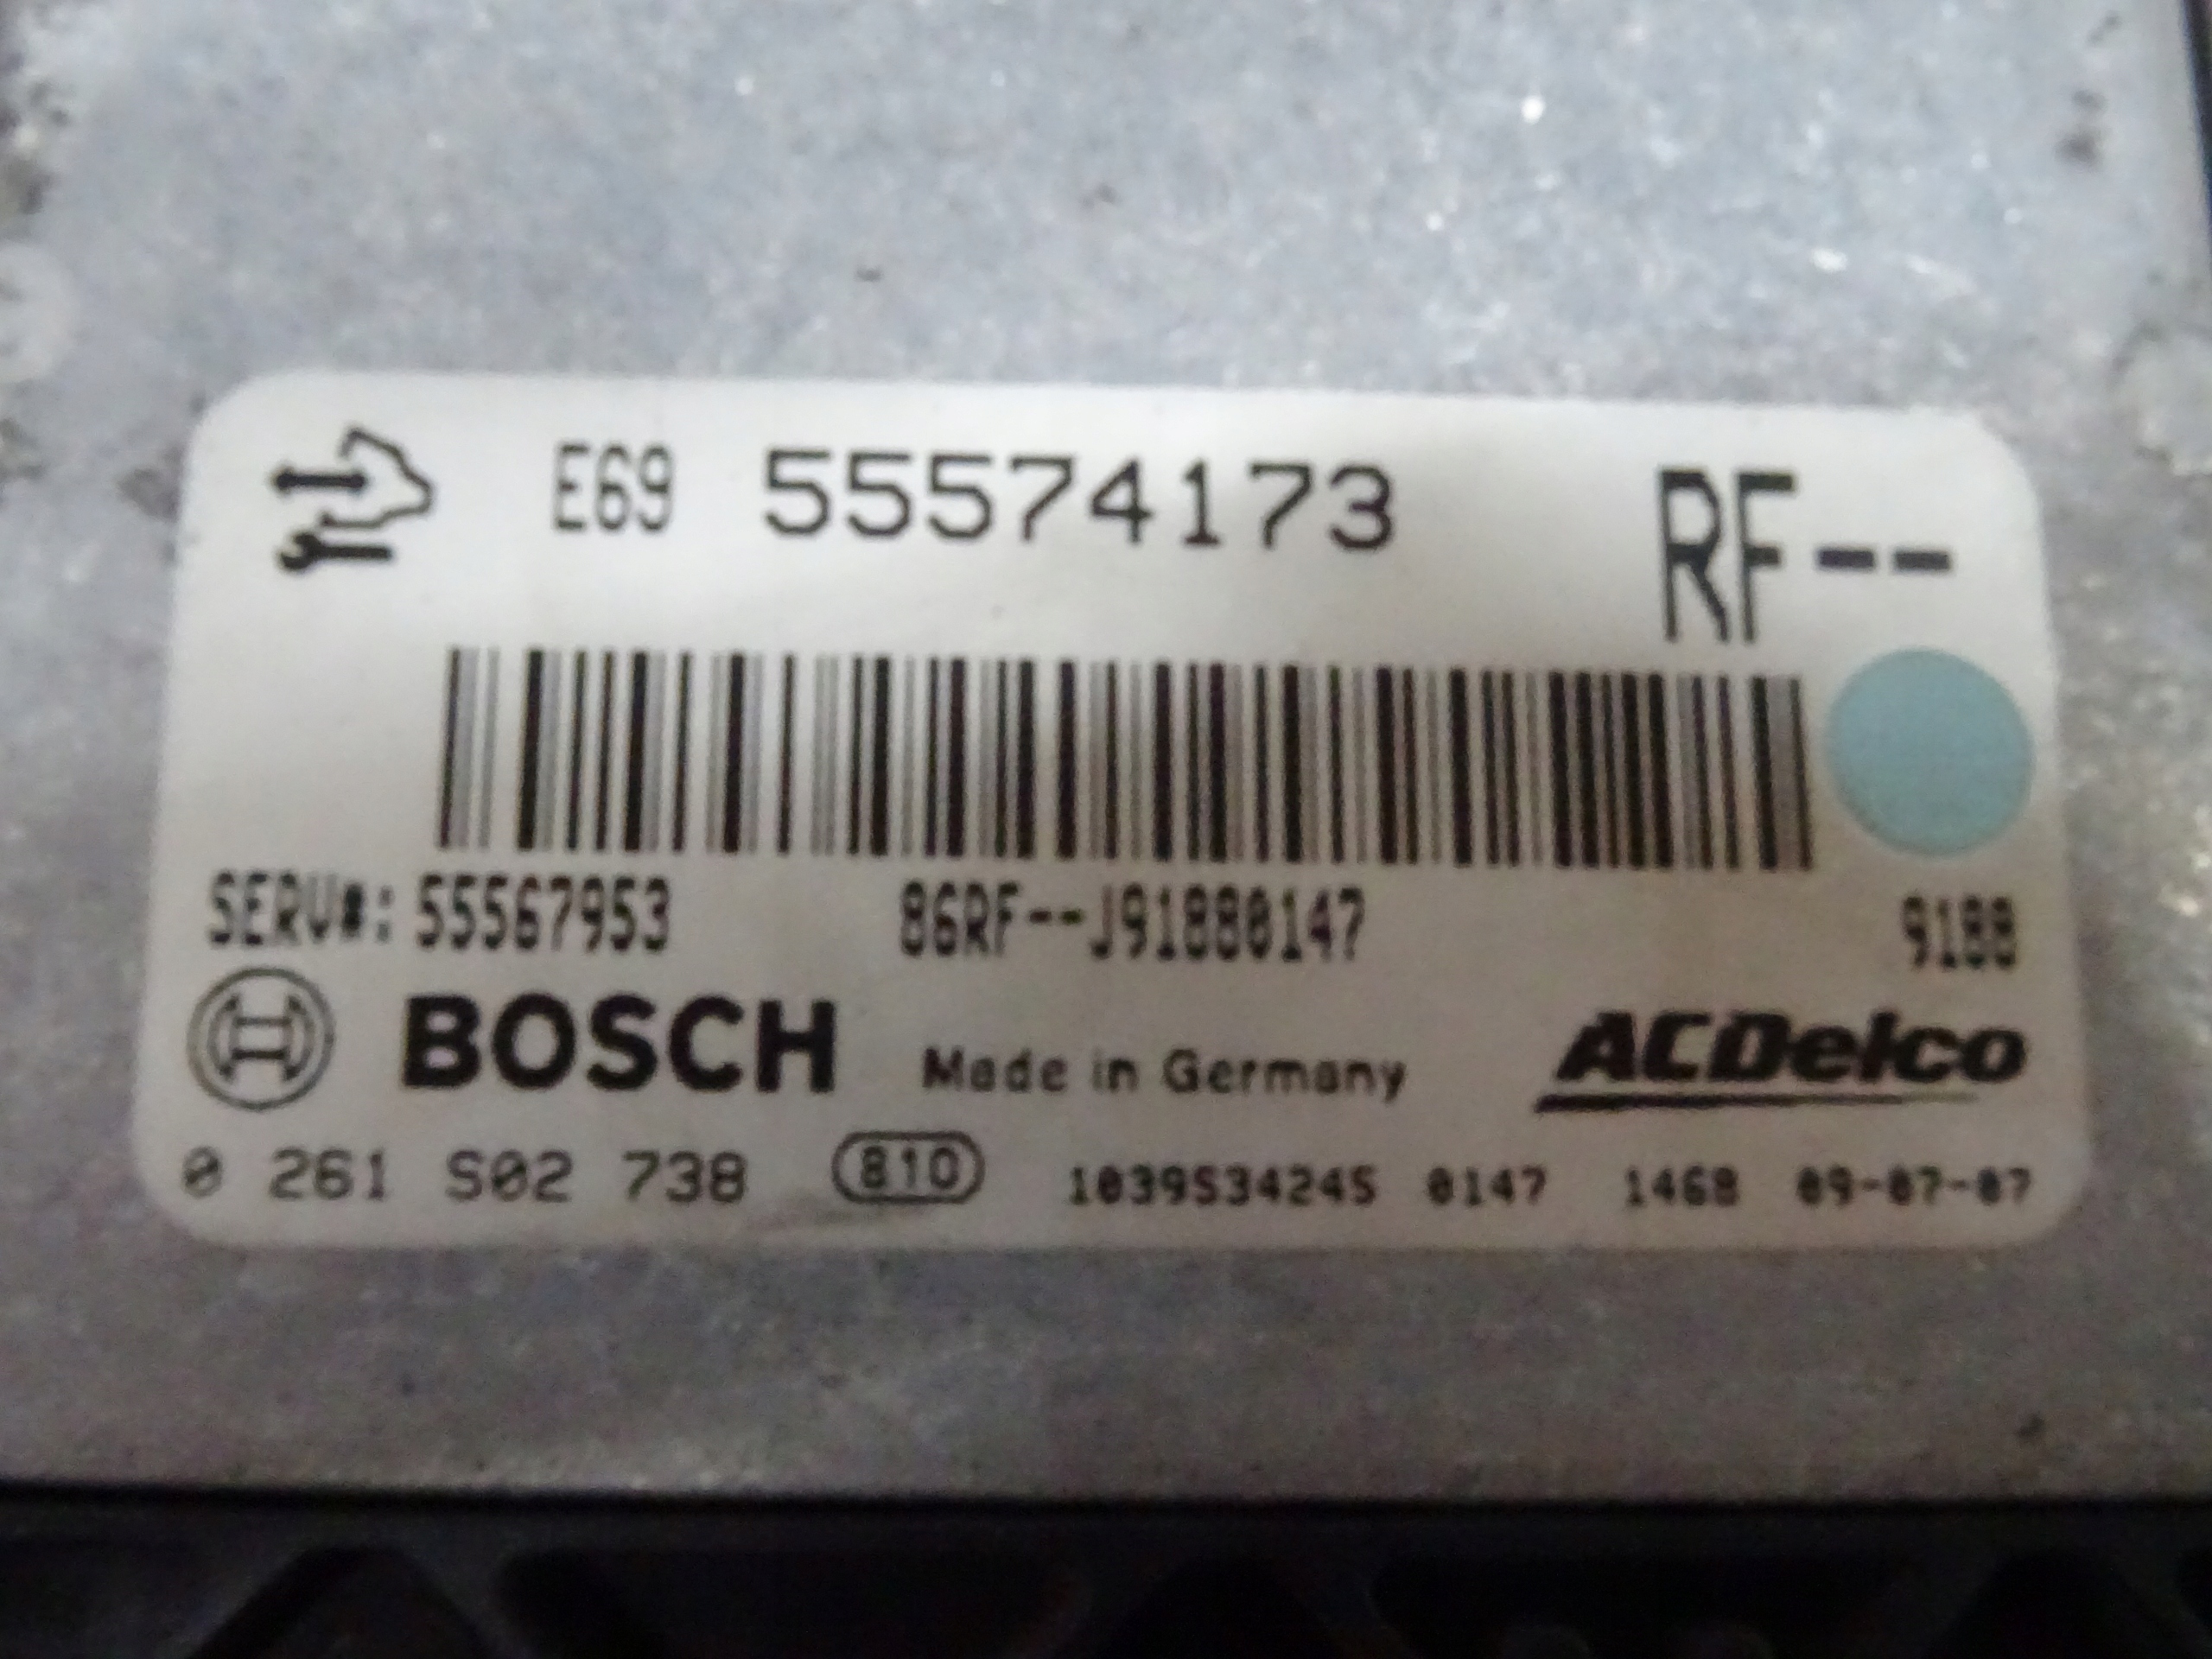 E69 55574173 RF--
SERV#: 55567953 86RF--J91880147 9188
BOSCH Made in Germany ACDelco
0 261 S02 738 810 1039S34245 0147 1468 09-07-07